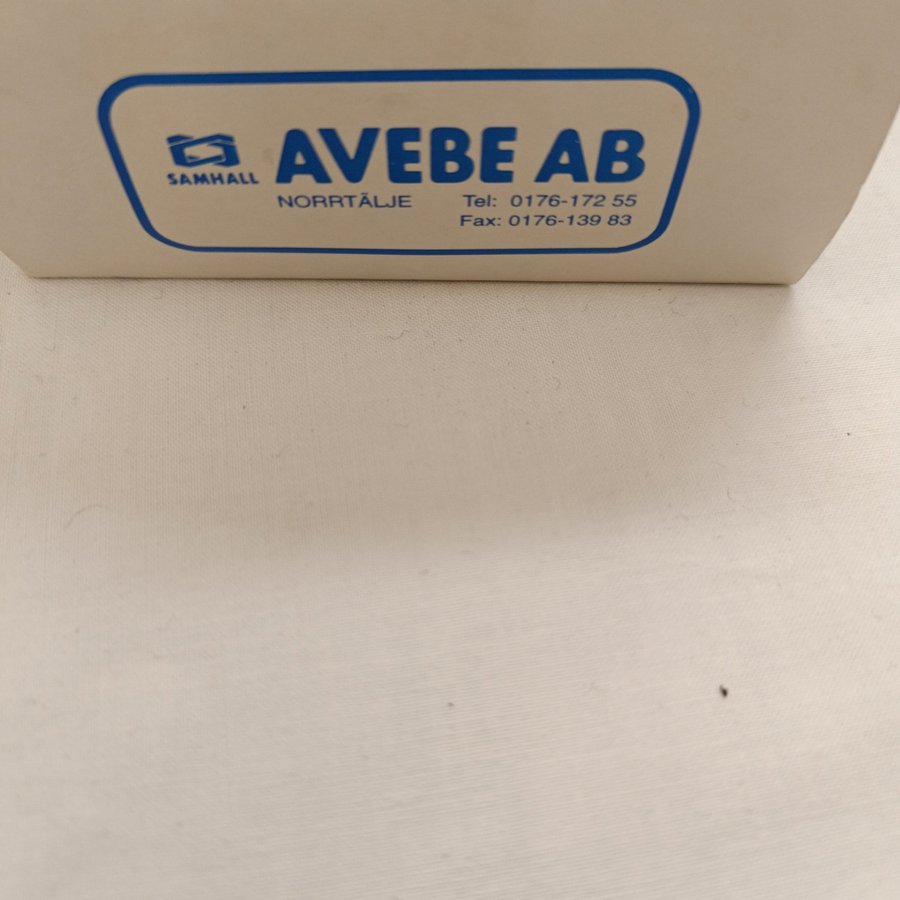 SAMHALL AVEBE AB
NORRTÄLJE Tel: 0176-172 55
Fax: 0176-139 83